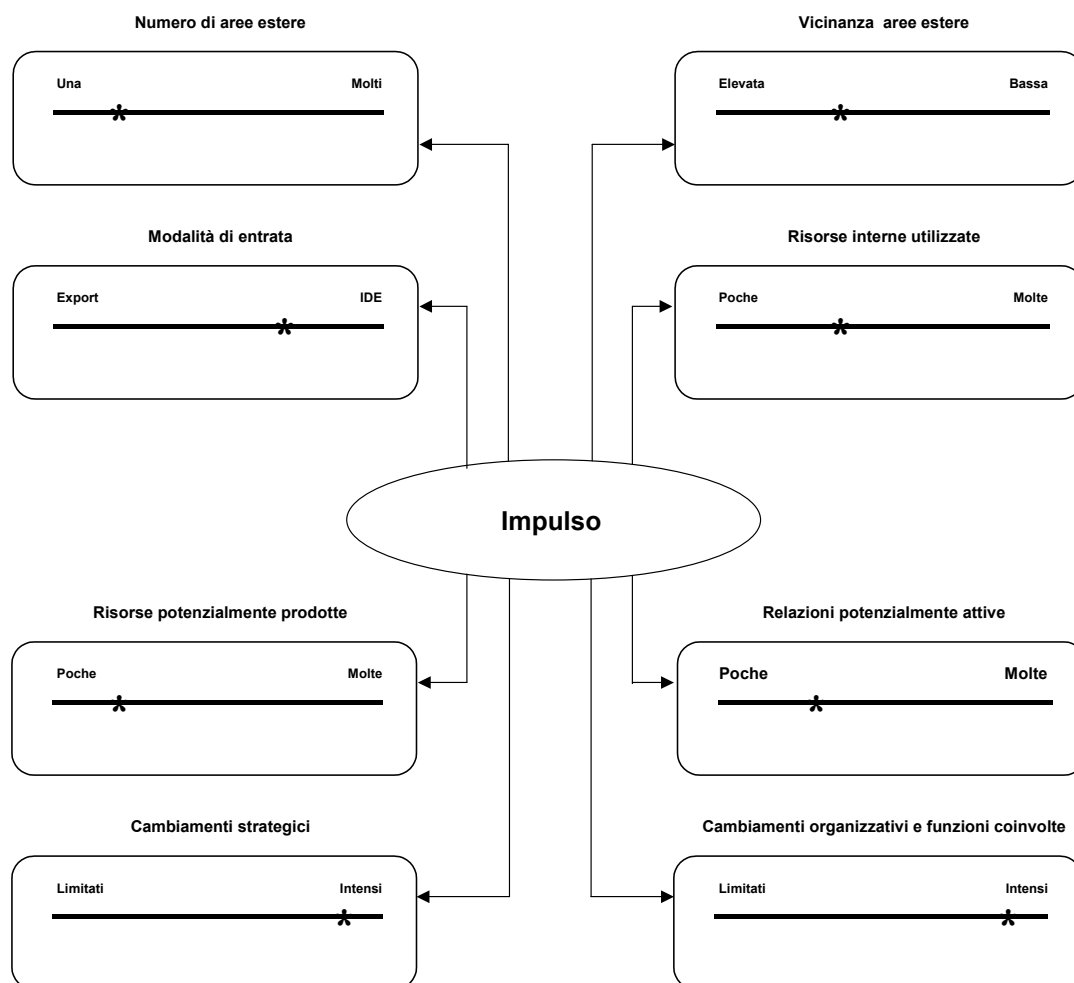 Numero di aree estere
Vicinanza aree estere
Una Molti
Elevata Bassa
*
*
Modalità di entrata
Risorse interne utilizzate
Export IDE
Poche Molte
*
*
Impulso
Risorse potenzialmente prodotte
Relazioni potenzialmente attive
Poche Molte
Poche Molte
*
*
Cambiamenti strategici
Cambiamenti organizzativi e funzioni coinvolte
Limitati Intensi
Limitati Intensi
*
*